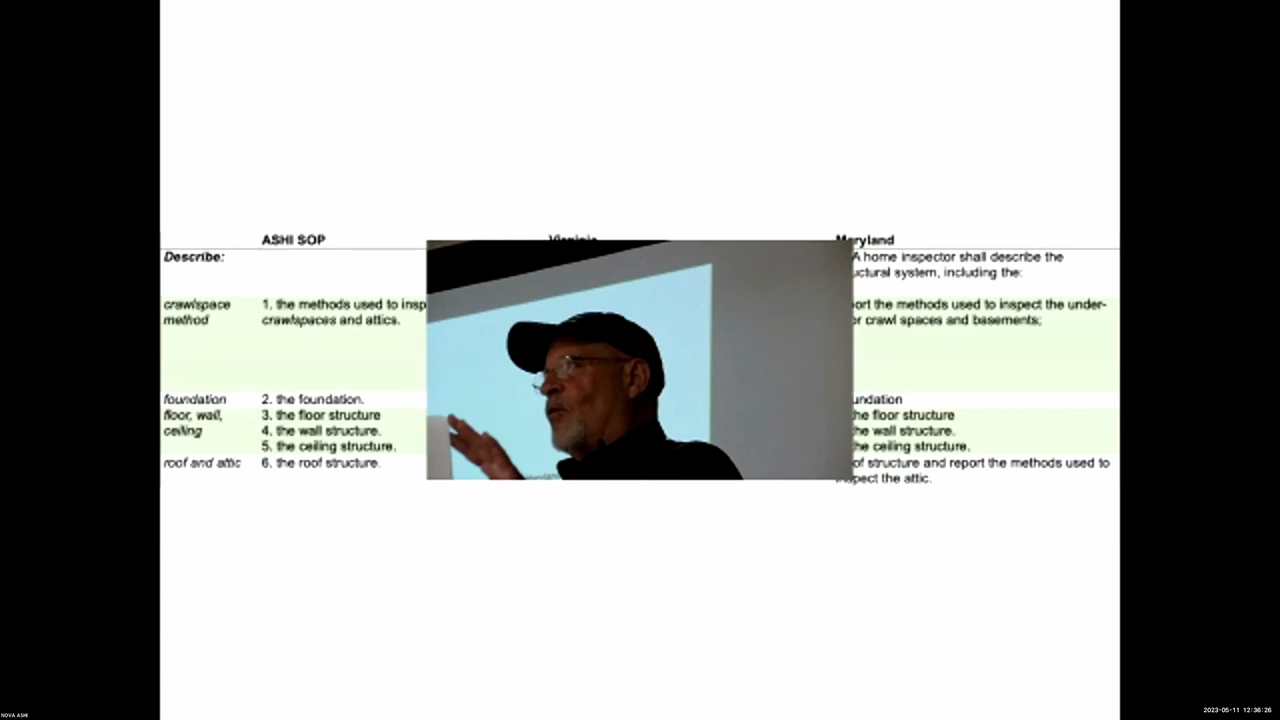 ASHI SOP Virginia Maryland
Describe: A home inspector shall describe the
structural system, including the:
crawlspace 1. the methods used to insp ort the methods used to inspect the under-
method crawlspaces and attics. or crawl spaces and basements;
foundation 2. the foundation. undation
floor, wall, 3. the floor structure he floor structure
ceiling 4. the wall structure. he wall structure.
5. the ceiling structure. he ceiling structure.
roof and attic 6. the roof structure. of structure and report the methods used to
inspect the attic.
NOVA ASHI
2023-05-11 12:36:26